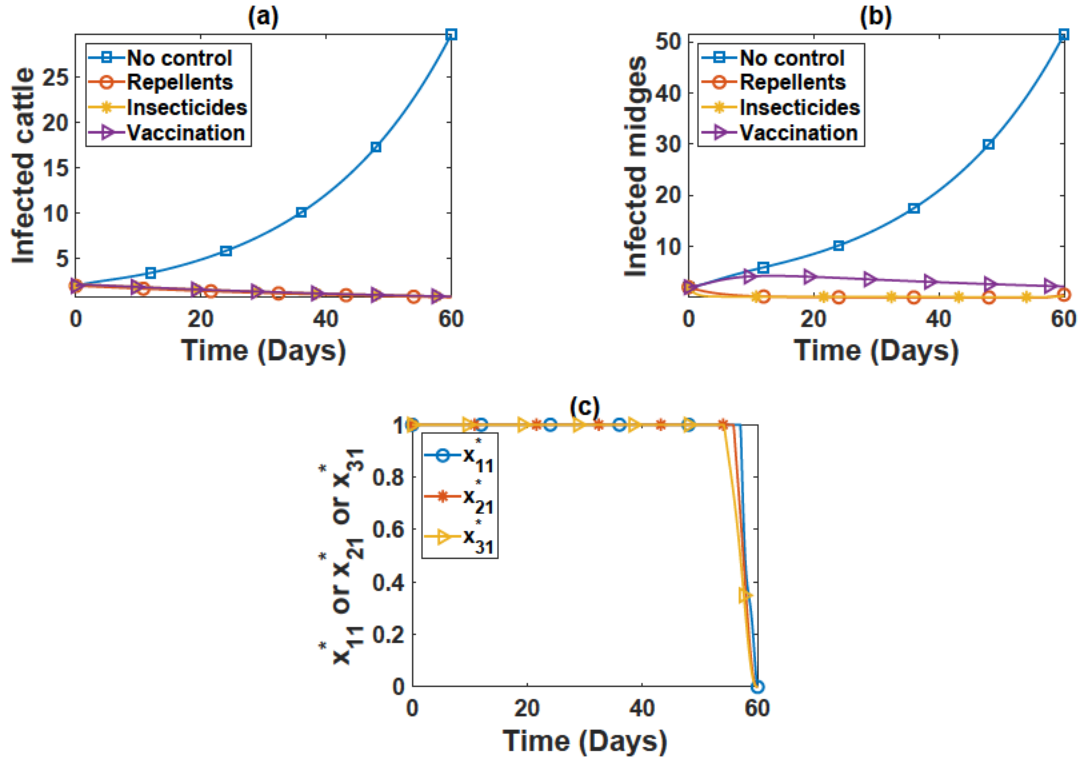 (a)
Infected cattle
25
20
15
10
5
No control
Repellents
Insecticides
Vaccination
0
20
40
60
Time (Days)
(b)
Infected midges
50
40
30
20
10
No control
Repellents
Insecticides
Vaccination
0
20
40
60
Time (Days)
(c)
x*11 or x*21 or x*31
1
0.8
0.6
0.4
0.2
0
x*11
x*21
x*31
0
20
40
60
Time (Days)